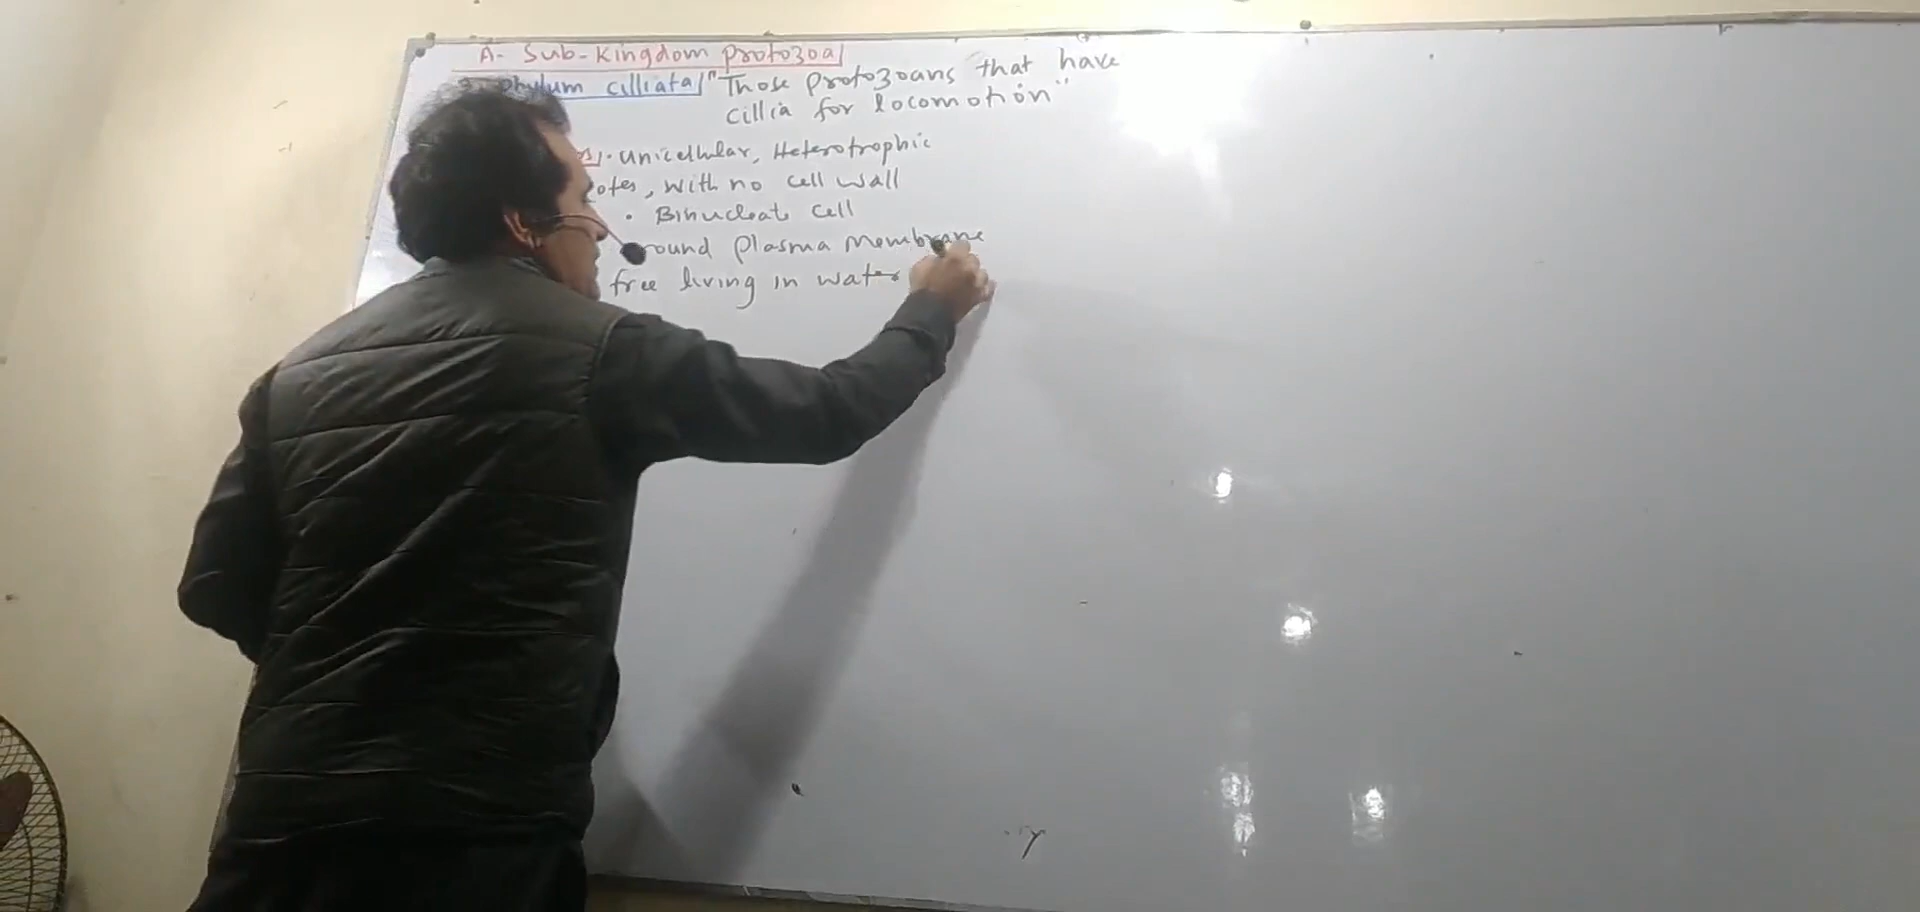 A- Sub-Kingdom protozoa
phylum cilliata "Those protozoans that have
cillia for locomotion"
. unicellular, Heterotrophic
otes, with no cell wall
. Binucleate cell
round plasma membrane
free living in water